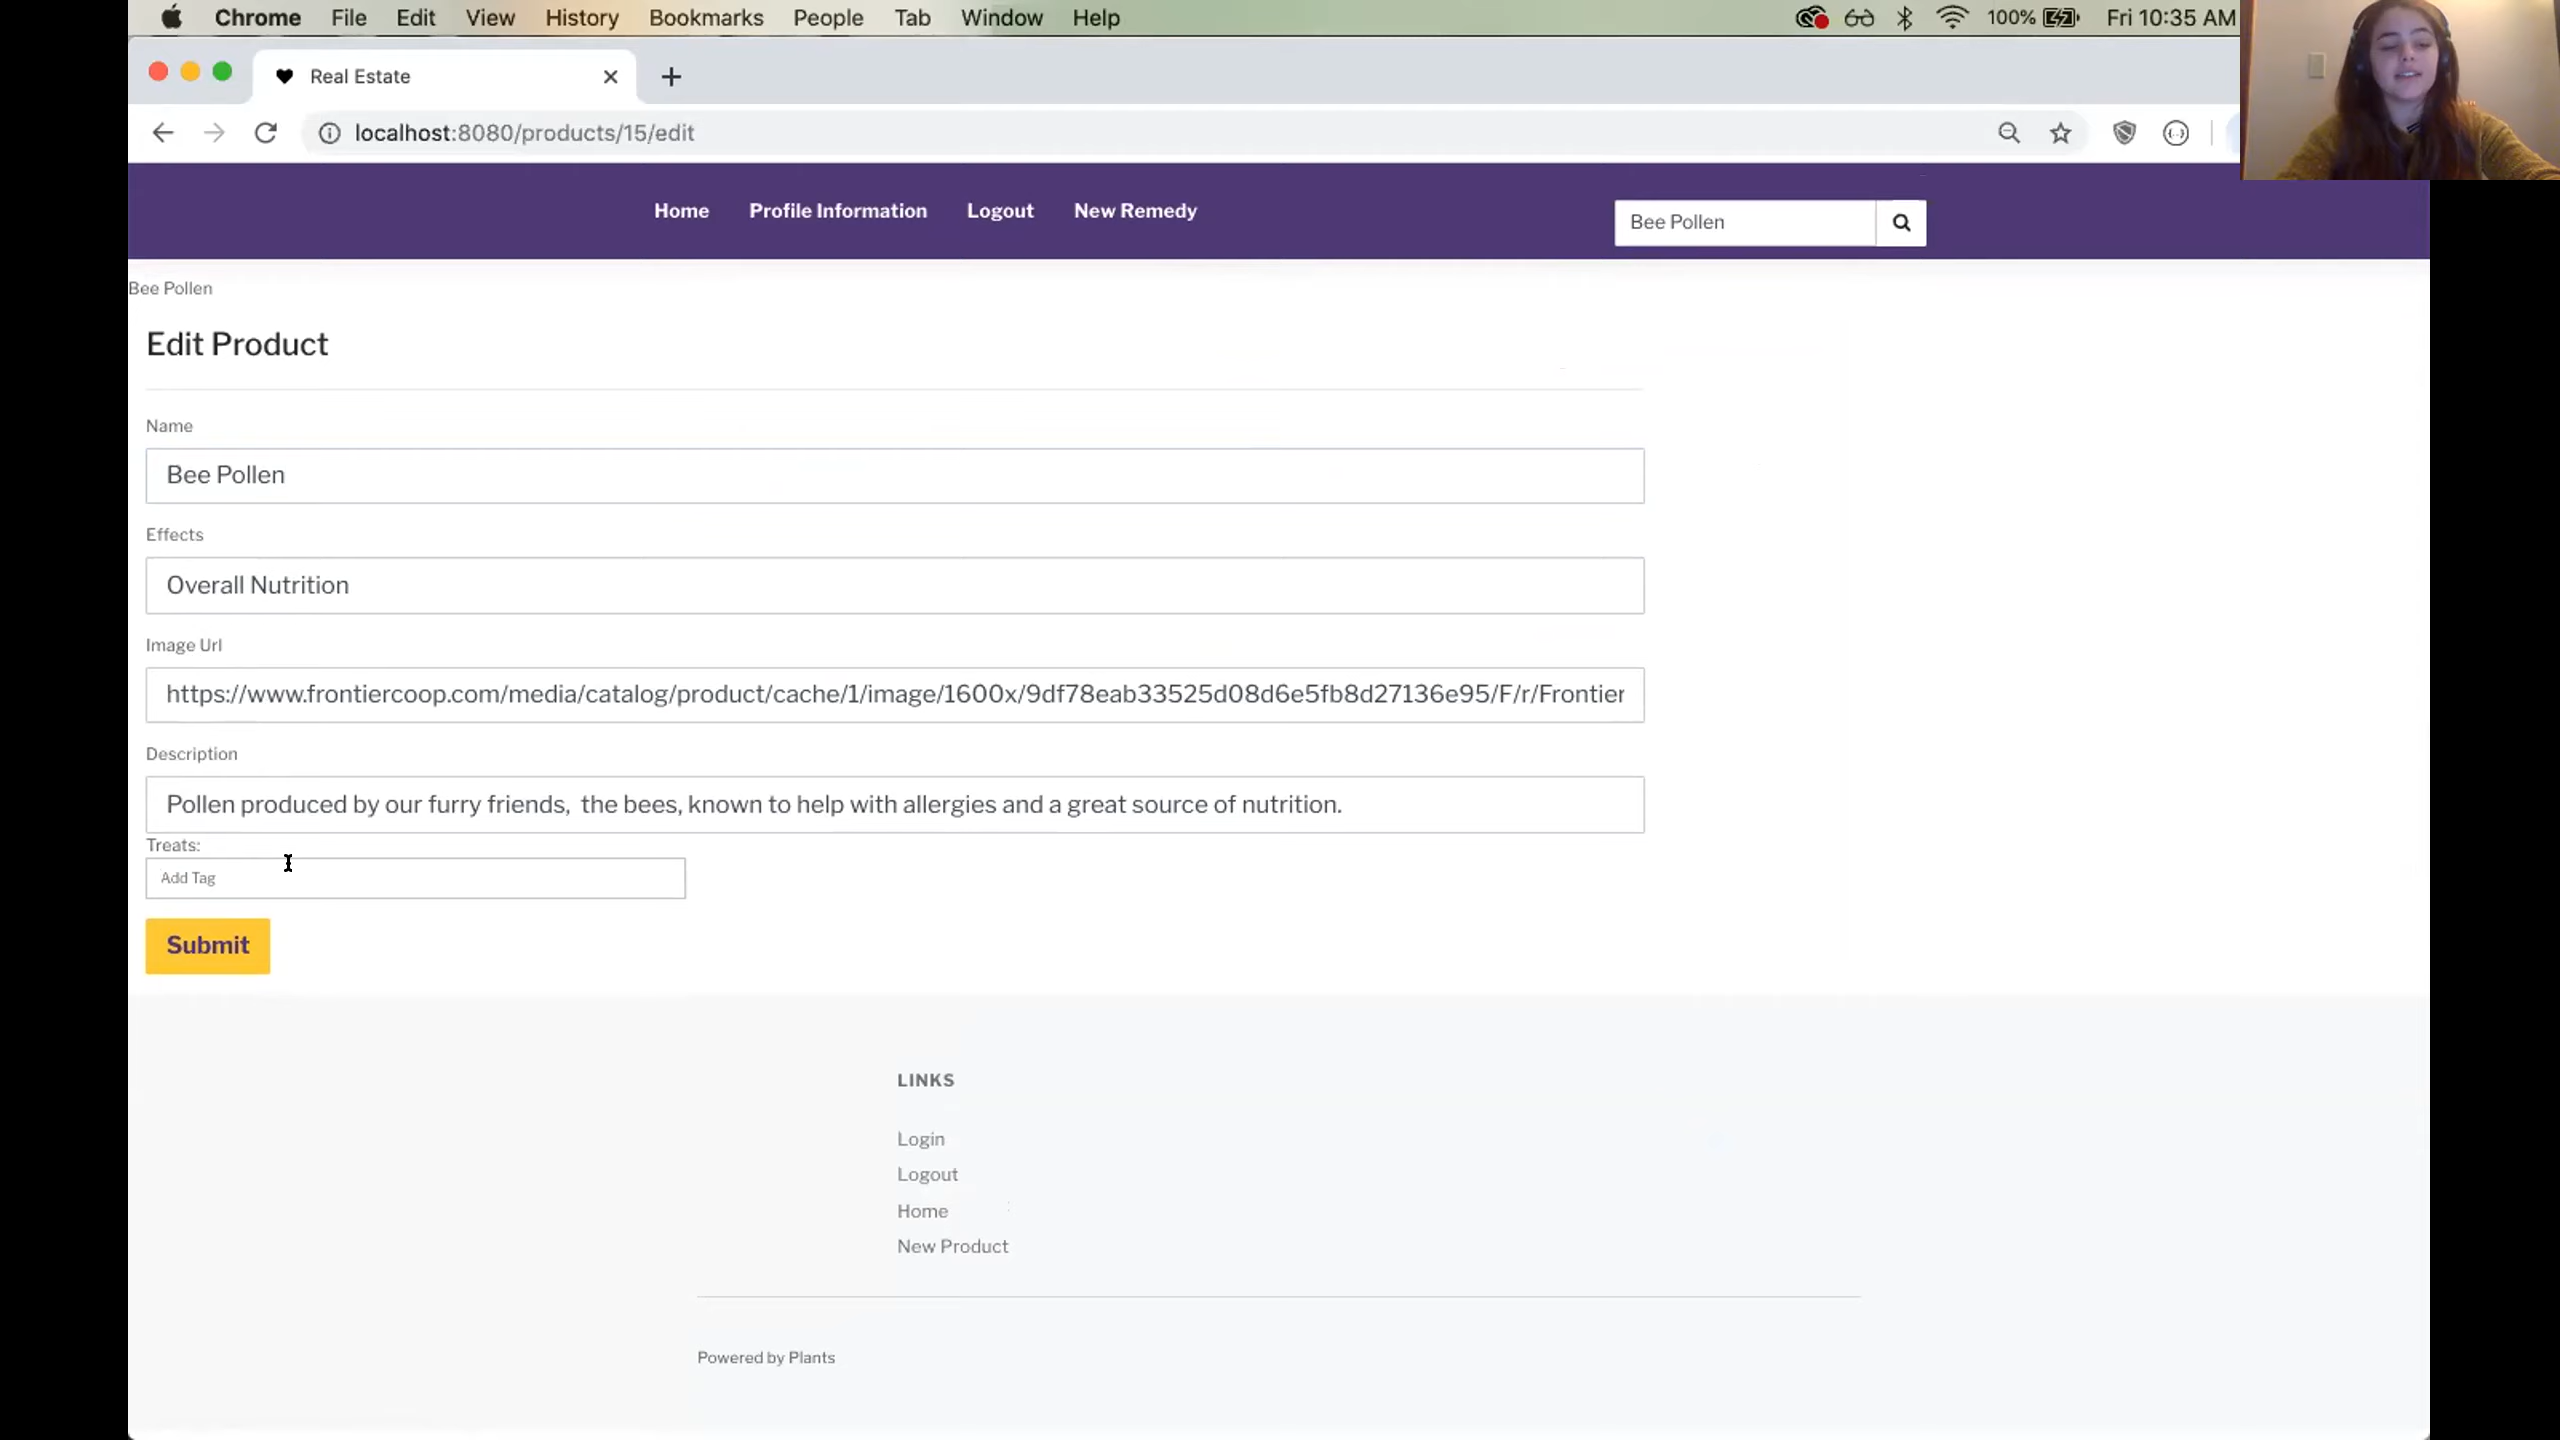 Chrome File Edit View History Bookmarks People Tab Window Help 100% Fri 10:35 AM
Real Estate
localhost:8080/products/15/edit
Home Profile Information Logout New Remedy Bee Pollen
Bee Pollen
Edit Product
Name
Bee Pollen
Effects
Overall Nutrition
Image Url
https://www.frontiercoop.com/media/catalog/product/cache/1/image/1600x/9df78eab33525d08d6e5fb8d27136e95/F/r/Frontier
Description
Pollen produced by our furry friends,  the bees, known to help with allergies and a great source of nutrition.
Treats:
Add Tag
Submit
LINKS
Login
Logout
Home
New Product
Powered by Plants